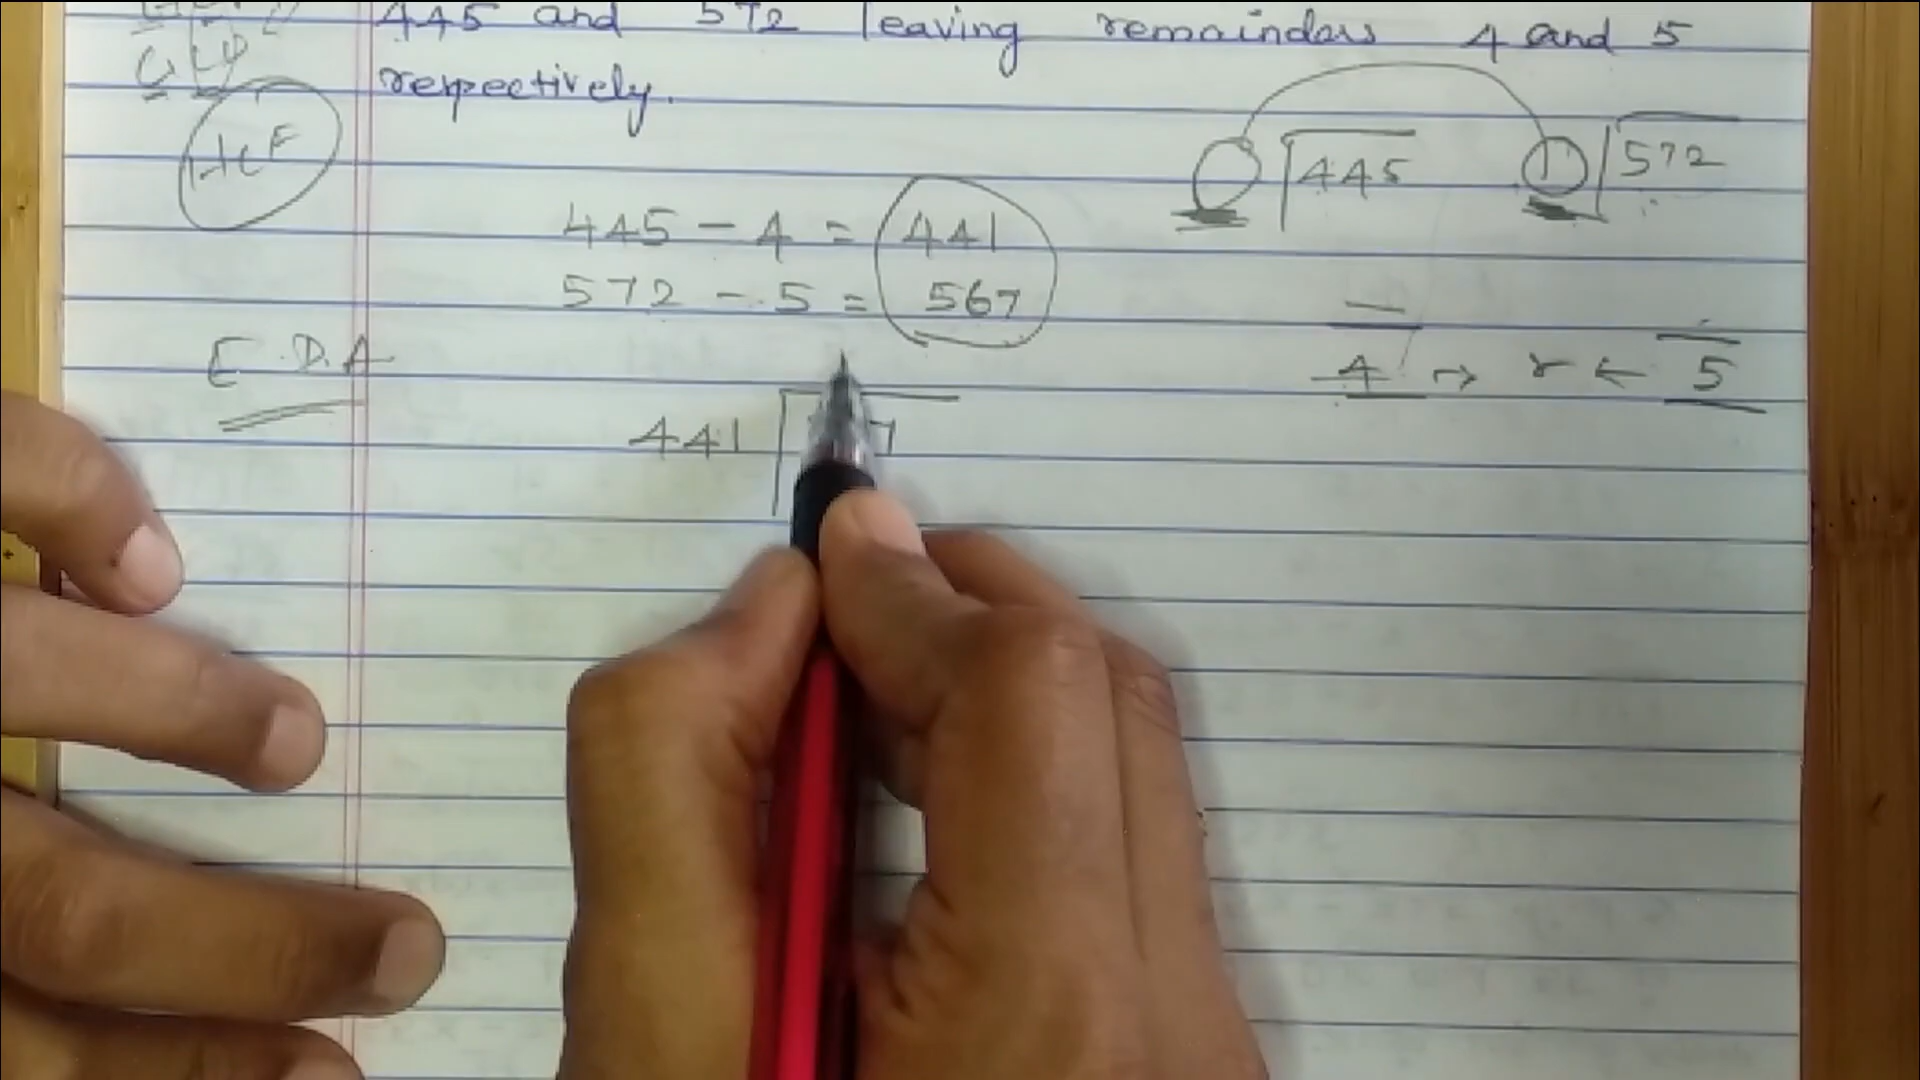 445 and 572 leaving remainders 4 and 5
respectively.
HCF
445 572
445 - 4 = 441
572 - 5 = 567
4 → r ← 5
E.D.A
441 7